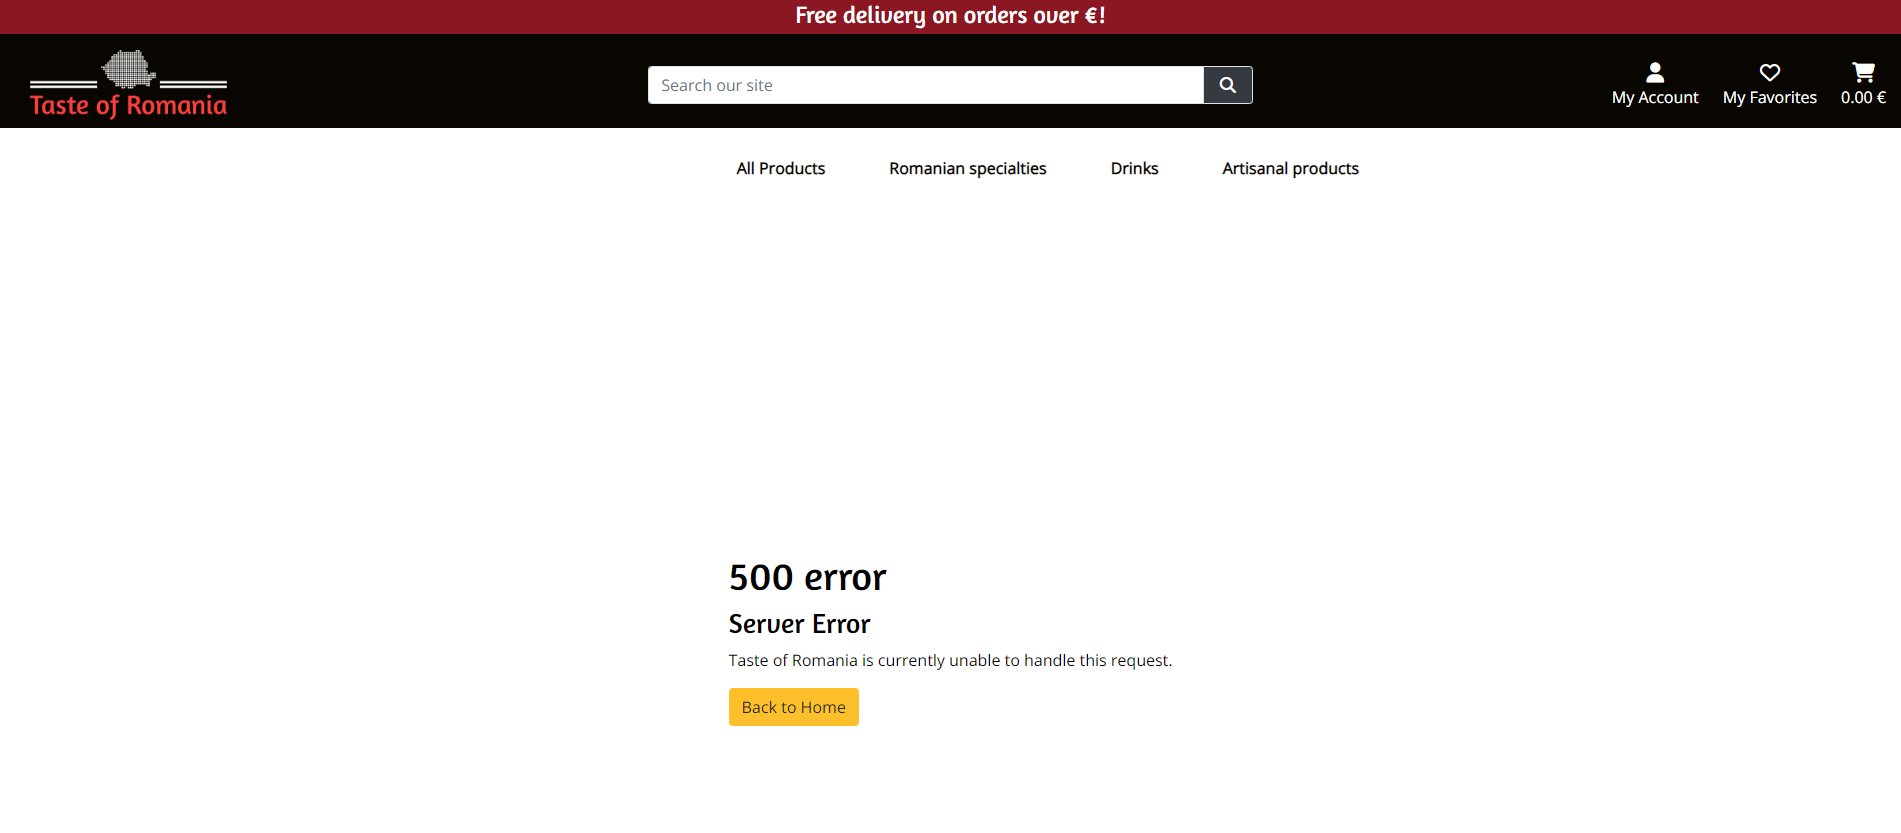 Free delivery on orders over €!
Taste of Romania
Search our site
My Account
My Favorites
0.00 €
All Products
Romanian specialties
Drinks
Artisanal products
500 error
Server Error
Taste of Romania is currently unable to handle this request.
Back to Home